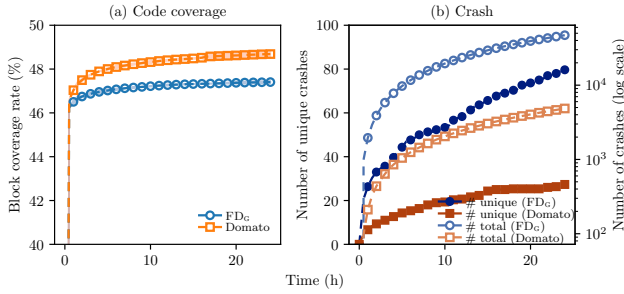 (a) Code coverage
Block coverage rate (%)
50
48
46
44
42
40
0
10
20
FD_G
Domato
(b) Crash
Number of unique crashes
100
80
60
40
20
0
0
10
20
# unique (FD_G)
# unique (Domato)
# total (FD_G)
# total (Domato)
10^4
10^3
10^2
Number of crashes (log scale)
Time (h)